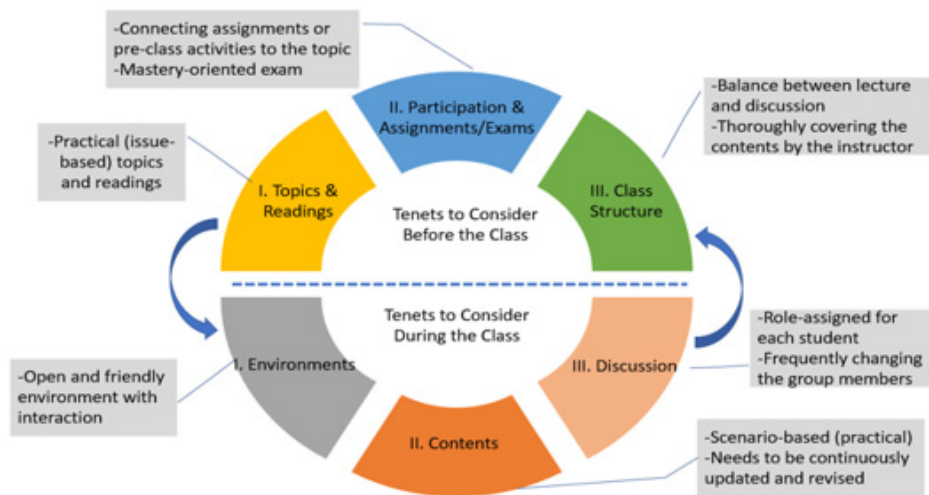 -Connecting assignments or
pre-class activities to the topic
-Mastery-oriented exam
II. Participation &
Assignments/Exams
-Balance between lecture
and discussion
-Thoroughly covering the
contents by the instructor
-Practical (issue-
based) topics
and readings
I. Topics &
Readings
III. Class
Structure
Tenets to Consider
Before the Class
Tenets to Consider
During the Class
I. Environments
-Open and friendly
environment with
interaction
III. Discussion
-Role-assigned for
each student
-Frequently changing
the group members
II. Contents
-Scenario-based (practical)
-Needs to be continuously
updated and revised